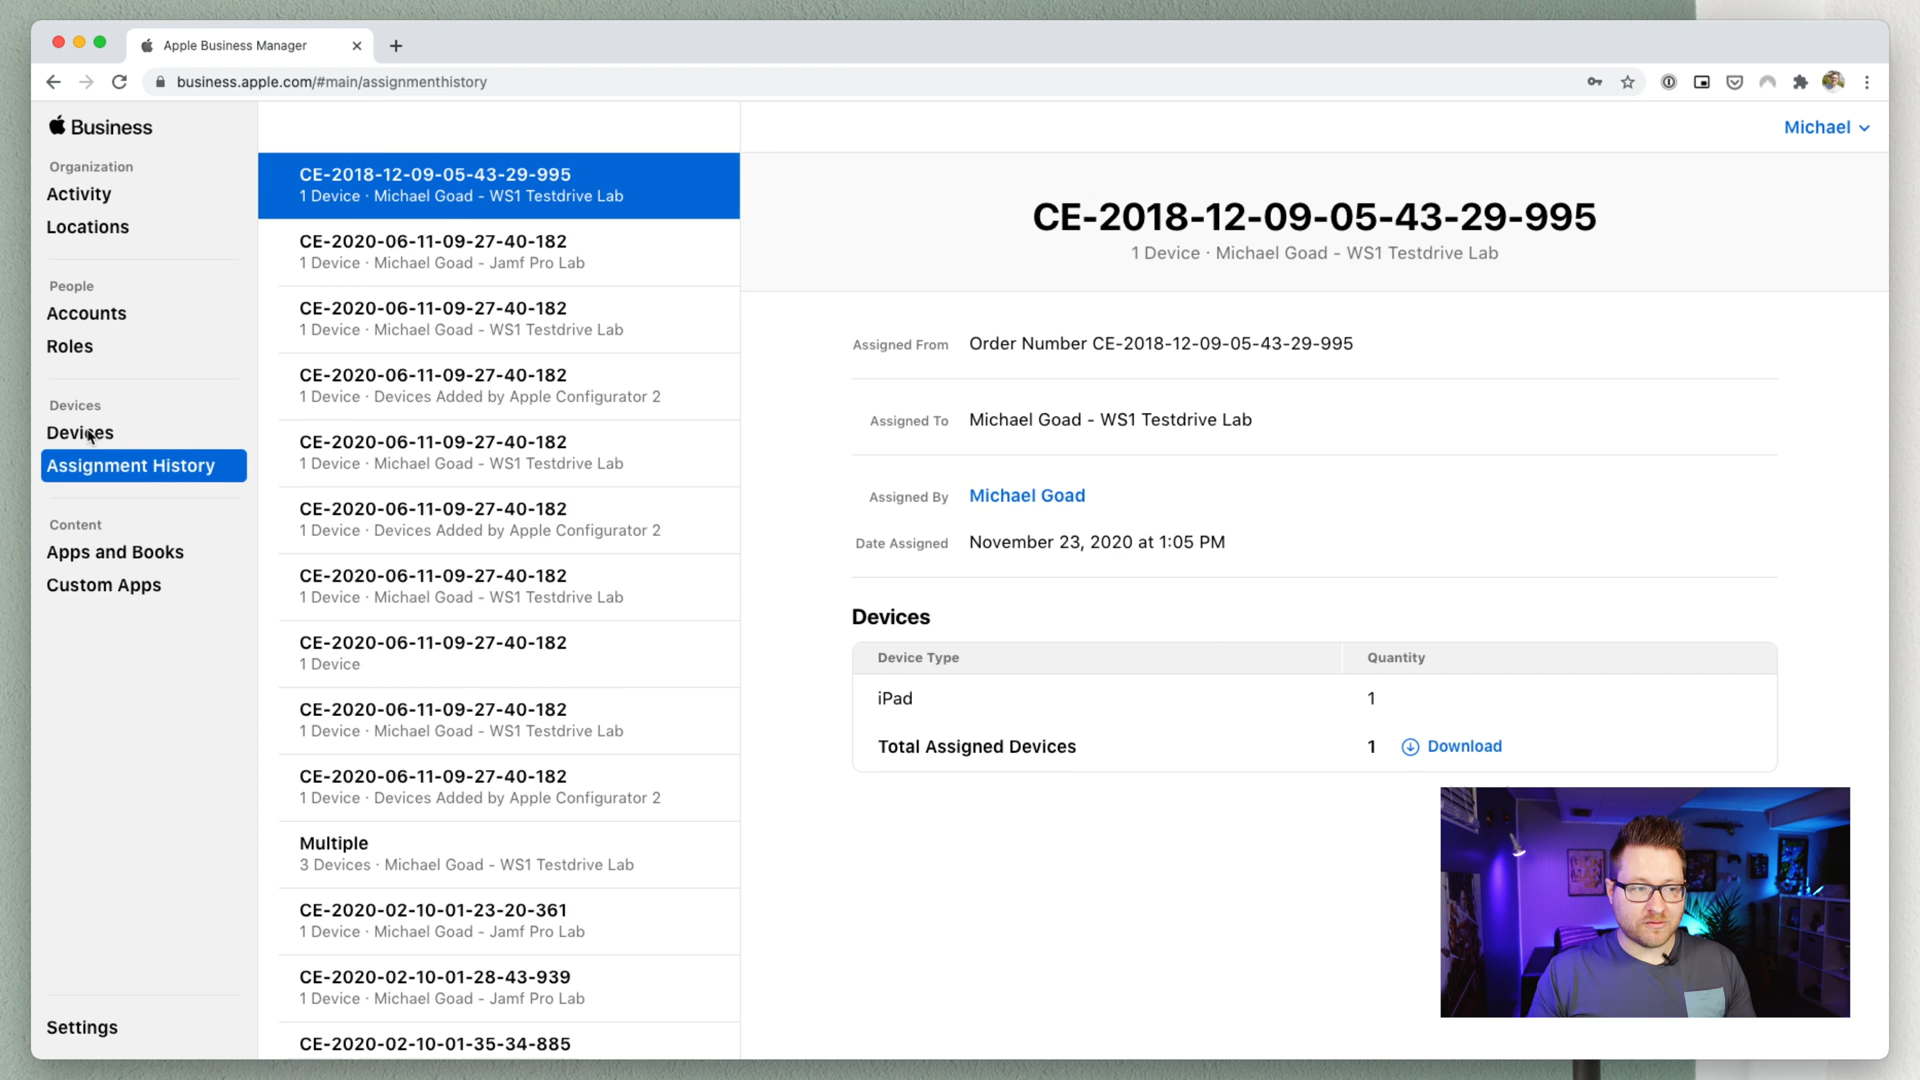 Apple Business Manager
business.apple.com/#main/assignmenthistory
Business
Organization
Activity
Locations
People
Accounts
Roles
Devices
Devices
Assignment History
Content
Apps and Books
Custom Apps
Settings
CE-2018-12-09-05-43-29-995
1 Device · Michael Goad - WS1 Testdrive Lab
CE-2020-06-11-09-27-40-182
1 Device · Michael Goad - Jamf Pro Lab
CE-2020-06-11-09-27-40-182
1 Device · Michael Goad - WS1 Testdrive Lab
CE-2020-06-11-09-27-40-182
1 Device · Devices Added by Apple Configurator 2
CE-2020-06-11-09-27-40-182
1 Device · Michael Goad - WS1 Testdrive Lab
CE-2020-06-11-09-27-40-182
1 Device · Devices Added by Apple Configurator 2
CE-2020-06-11-09-27-40-182
1 Device · Michael Goad - WS1 Testdrive Lab
CE-2020-06-11-09-27-40-182
1 Device
CE-2020-06-11-09-27-40-182
1 Device · Michael Goad - WS1 Testdrive Lab
CE-2020-06-11-09-27-40-182
1 Device · Devices Added by Apple Configurator 2
Multiple
3 Devices · Michael Goad - WS1 Testdrive Lab
CE-2020-02-10-01-23-20-361
1 Device · Michael Goad - Jamf Pro Lab
CE-2020-02-10-01-28-43-939
1 Device · Michael Goad - Jamf Pro Lab
CE-2020-02-10-01-35-34-885
Michael
CE-2018-12-09-05-43-29-995
1 Device · Michael Goad - WS1 Testdrive Lab
Assigned From Order Number CE-2018-12-09-05-43-29-995
Assigned To Michael Goad - WS1 Testdrive Lab
Assigned By Michael Goad
Date Assigned November 23, 2020 at 1:05 PM
Devices
Device Type Quantity
iPad 1
Total Assigned Devices 1 Download